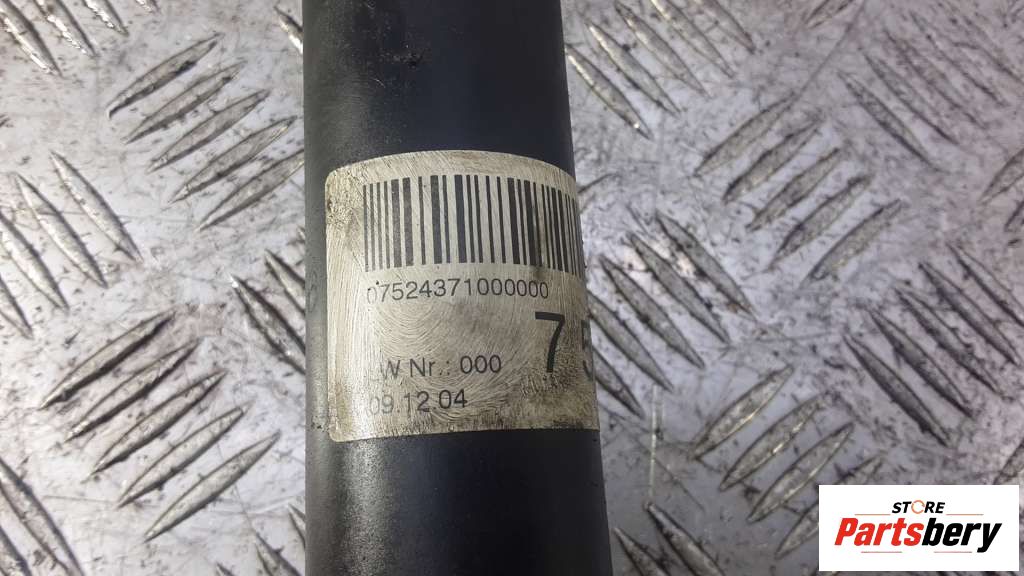 07524371000000
7
W Nr.: 000
09.12.04
STORE
Partsbery